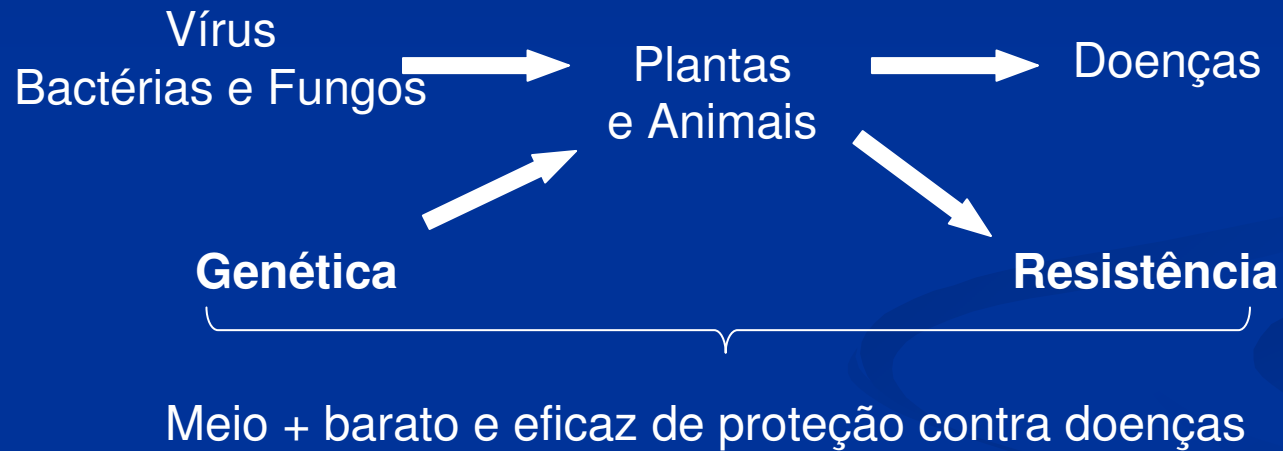 Vírus
Bactérias e Fungos
Plantas
e Animais
Doenças
Genética
Resistência
Meio + barato e eficaz de proteção contra doenças